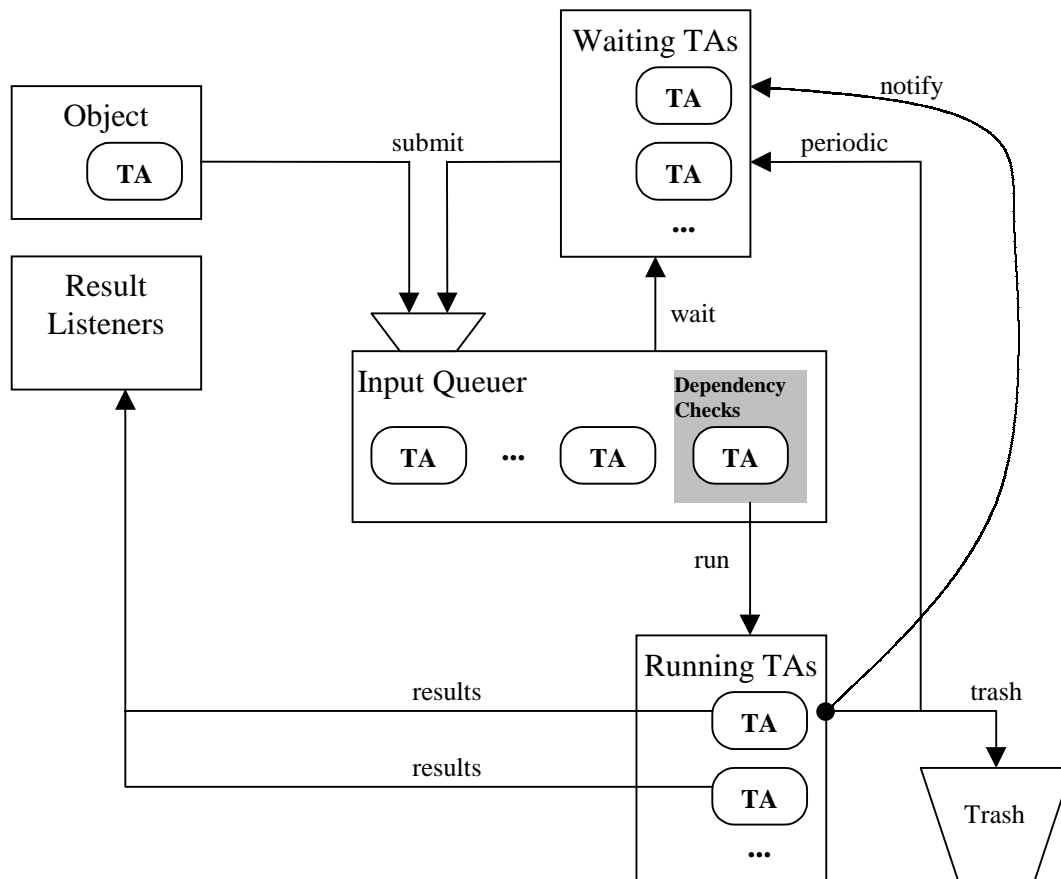 Waiting TAs
TA
notify
Object
submit
periodic
TA
TA
...
Result
Listeners
wait
Input Queuer
Dependency
Checks
TA
...
TA
TA
run
Running TAs
results
TA
trash
results
TA
Trash
...